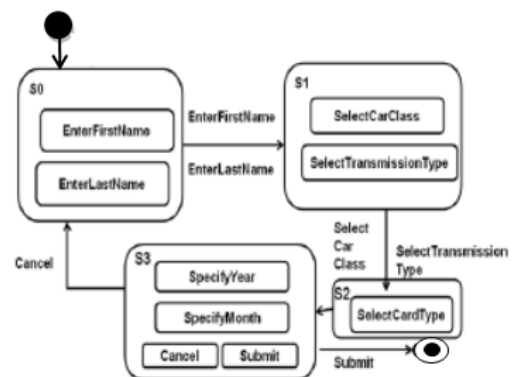 S0
EnterFirstName
EnterLastName
EnterFirstName
EnterLastName
S1
SelectCarClass
SelectTransmissionType
Select
Car
Class
SelectTransmission
Type
S2
SelectCardType
S3
SpecifyYear
SpecifyMonth
Cancel
Submit
Cancel
Submit